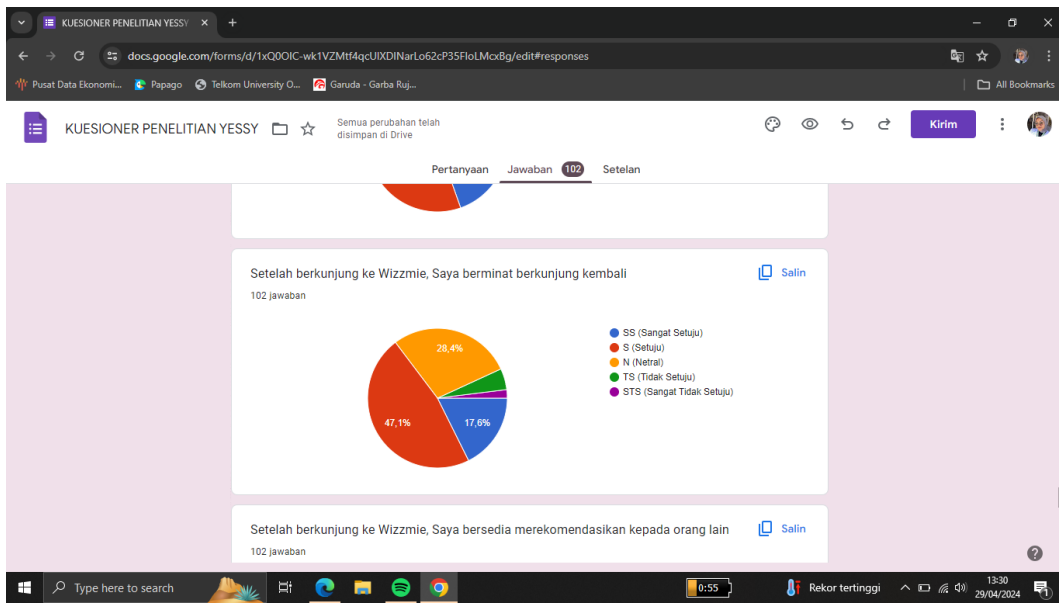 KUESIONER PENELITIAN YESSY
docs.google.com/forms/d/1xQ0OIC-wk1VZMtf4qcUIXDINarLo62cP35FIoLMcxBg/edit#responses
Pusat Data Ekonomi... Papago Telkom University O... Garuda - Garba Ruj... All Bookmarks
KUESIONER PENELITIAN YESSY
Semua perubahan telah
disimpan di Drive
Kirim
Pertanyaan Jawaban 102 Setelan
Setelah berkunjung ke Wizzmie, Saya berminat berkunjung kembali
Salin
102 jawaban
SS (Sangat Setuju)
S (Setuju)
N (Netral)
TS (Tidak Setuju)
STS (Sangat Tidak Setuju)
28,4%
47,1%
17,6%
Setelah berkunjung ke Wizzmie, Saya bersedia merekomendasikan kepada orang lain
Salin
102 jawaban
Type here to search
0:55
Rekor tertinggi
13:30
29/04/2024
1